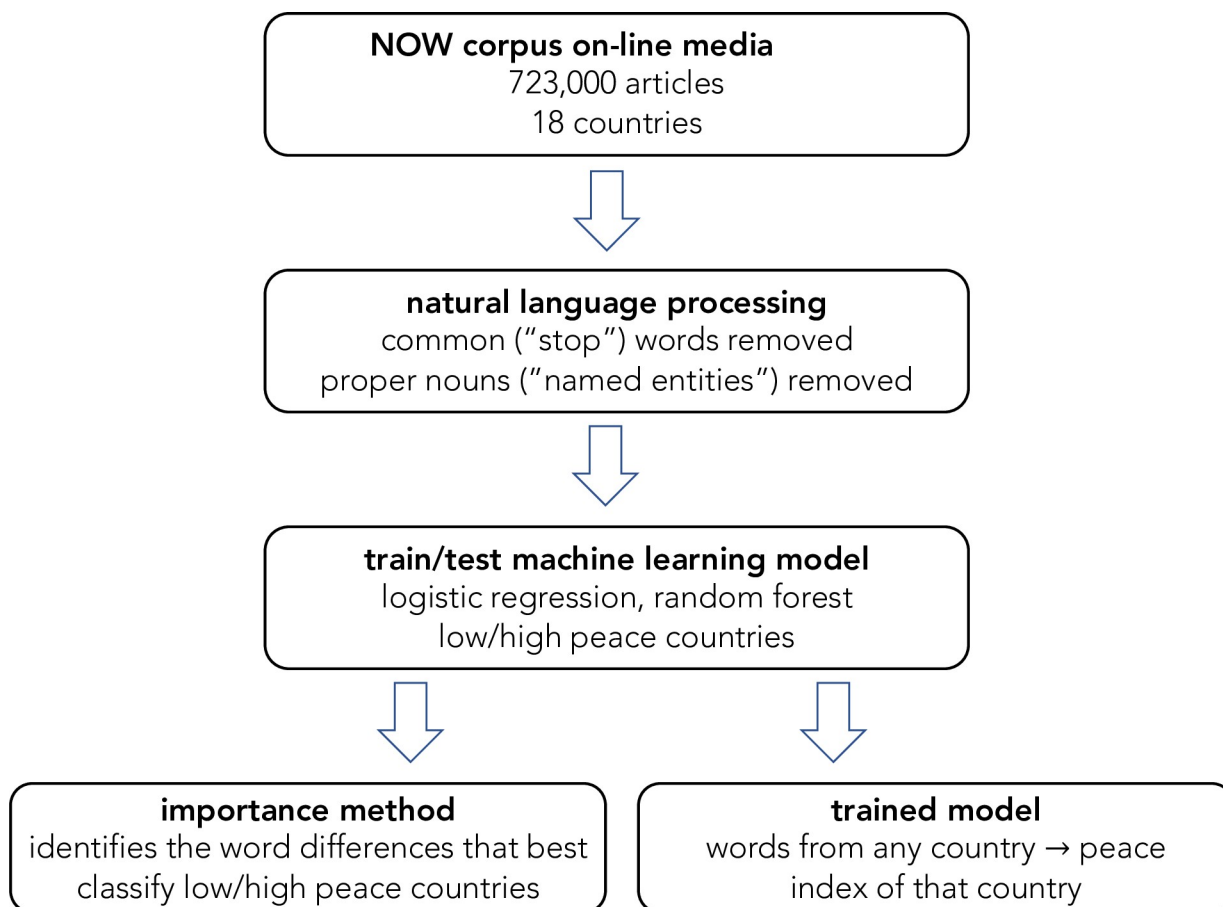 NOW corpus on-line media
723,000 articles
18 countries
natural language processing
common (“stop”) words removed
proper nouns (“named entities”) removed
train/test machine learning model
logistic regression, random forest
low/high peace countries
importance method
identifies the word differences that best
classify low/high peace countries
trained model
words from any country → peace
index of that country